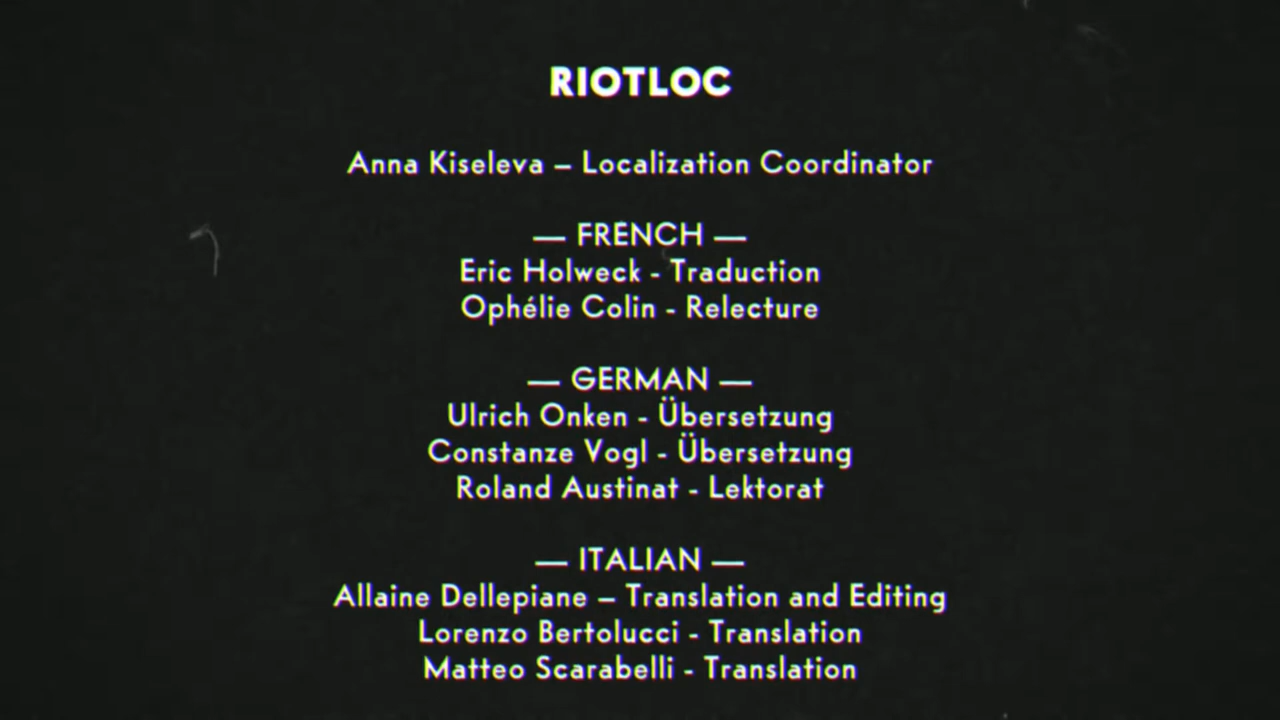 RIOTLOC
Anna Kiseleva – Localization Coordinator
— FRENCH —
Eric Holweck - Traduction
Ophélie Colin - Relecture
— GERMAN —
Ulrich Onken - Übersetzung
Constanze Vogl - Übersetzung
Roland Austinat - Lektorat
— ITALIAN —
Allaine Dellepiane – Translation and Editing
Lorenzo Bertolucci - Translation
Matteo Scarabelli - Translation